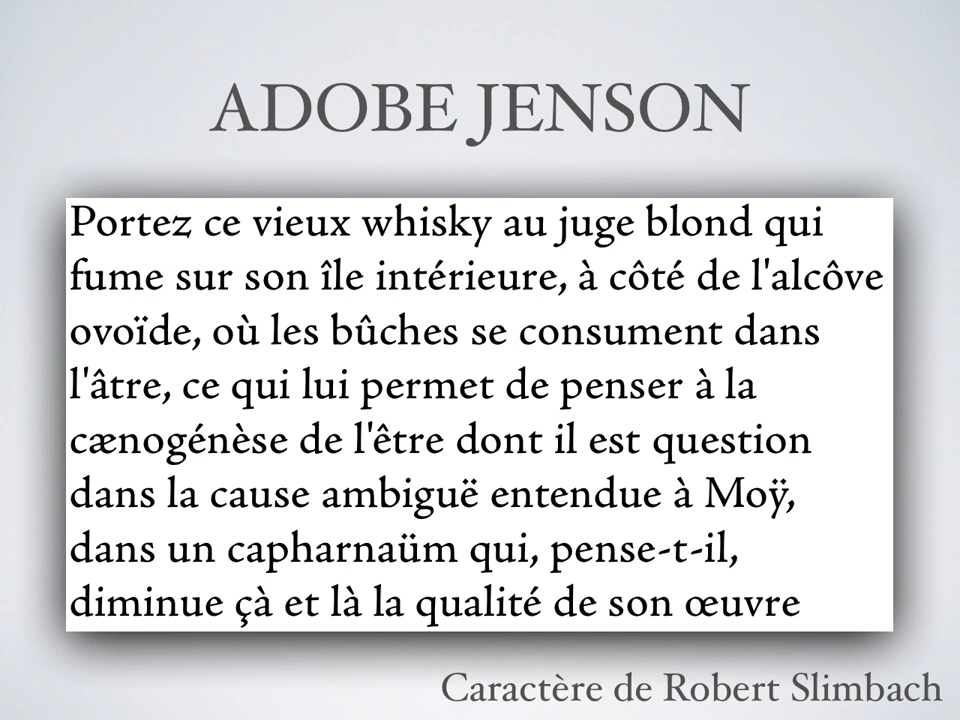 ADOBE JENSON
Portez ce vieux whisky au juge blond qui
fume sur son île intérieure, à côté de l'alcôve
ovoïde, où les bûches se consument dans
l'âtre, ce qui lui permet de penser à la
cænogénèse de l'être dont il est question
dans la cause ambiguë entendue à Moÿ,
dans un capharnaüm qui, pense-t-il,
diminue çà et là la qualité de son œuvre
Caractère de Robert Slimbach